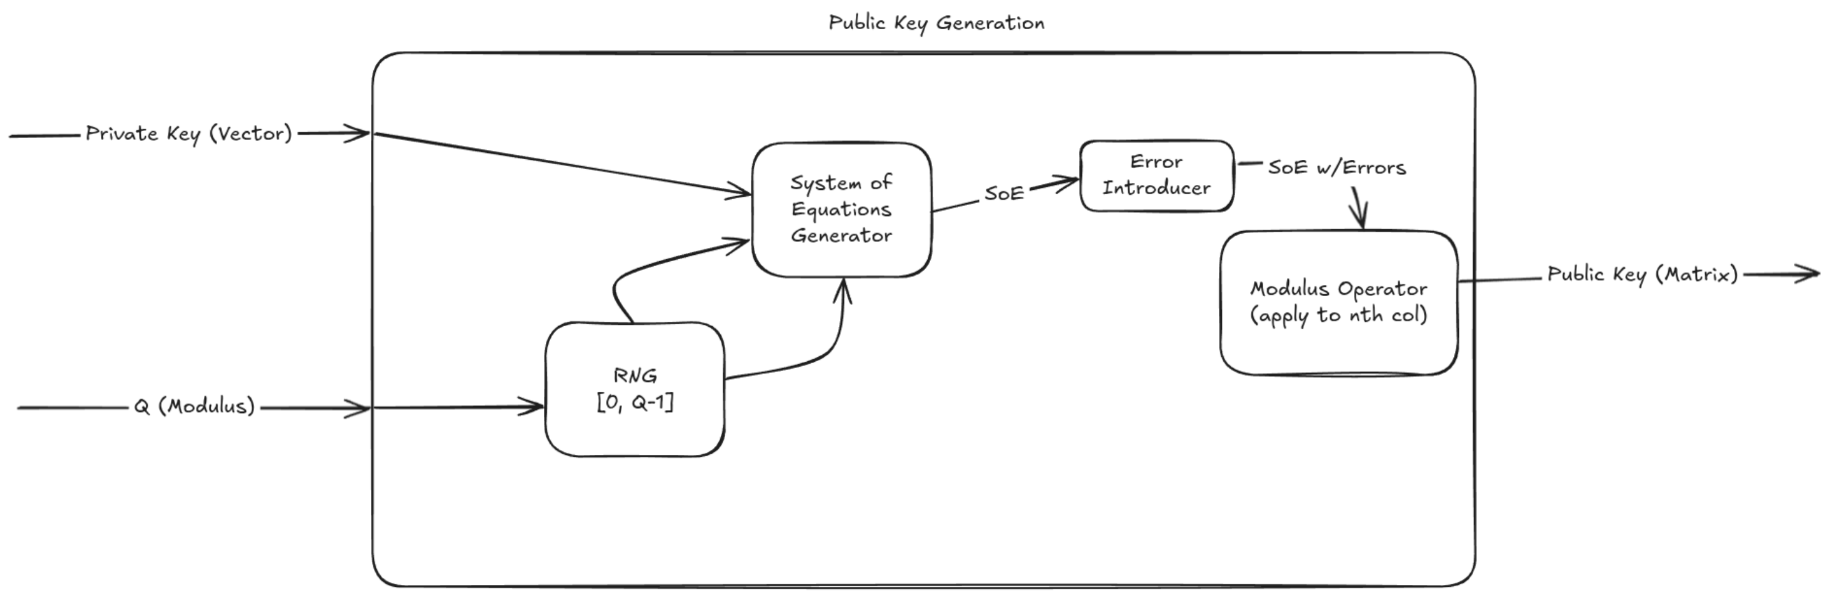 Public Key Generation
Private Key (Vector)
System of
Equations
Generator
SoE
Error
Introducer
SoE w/Errors
Modulus Operator
(apply to nth col)
Public Key (Matrix)
RNG
[0, Q-1]
Q (Modulus)